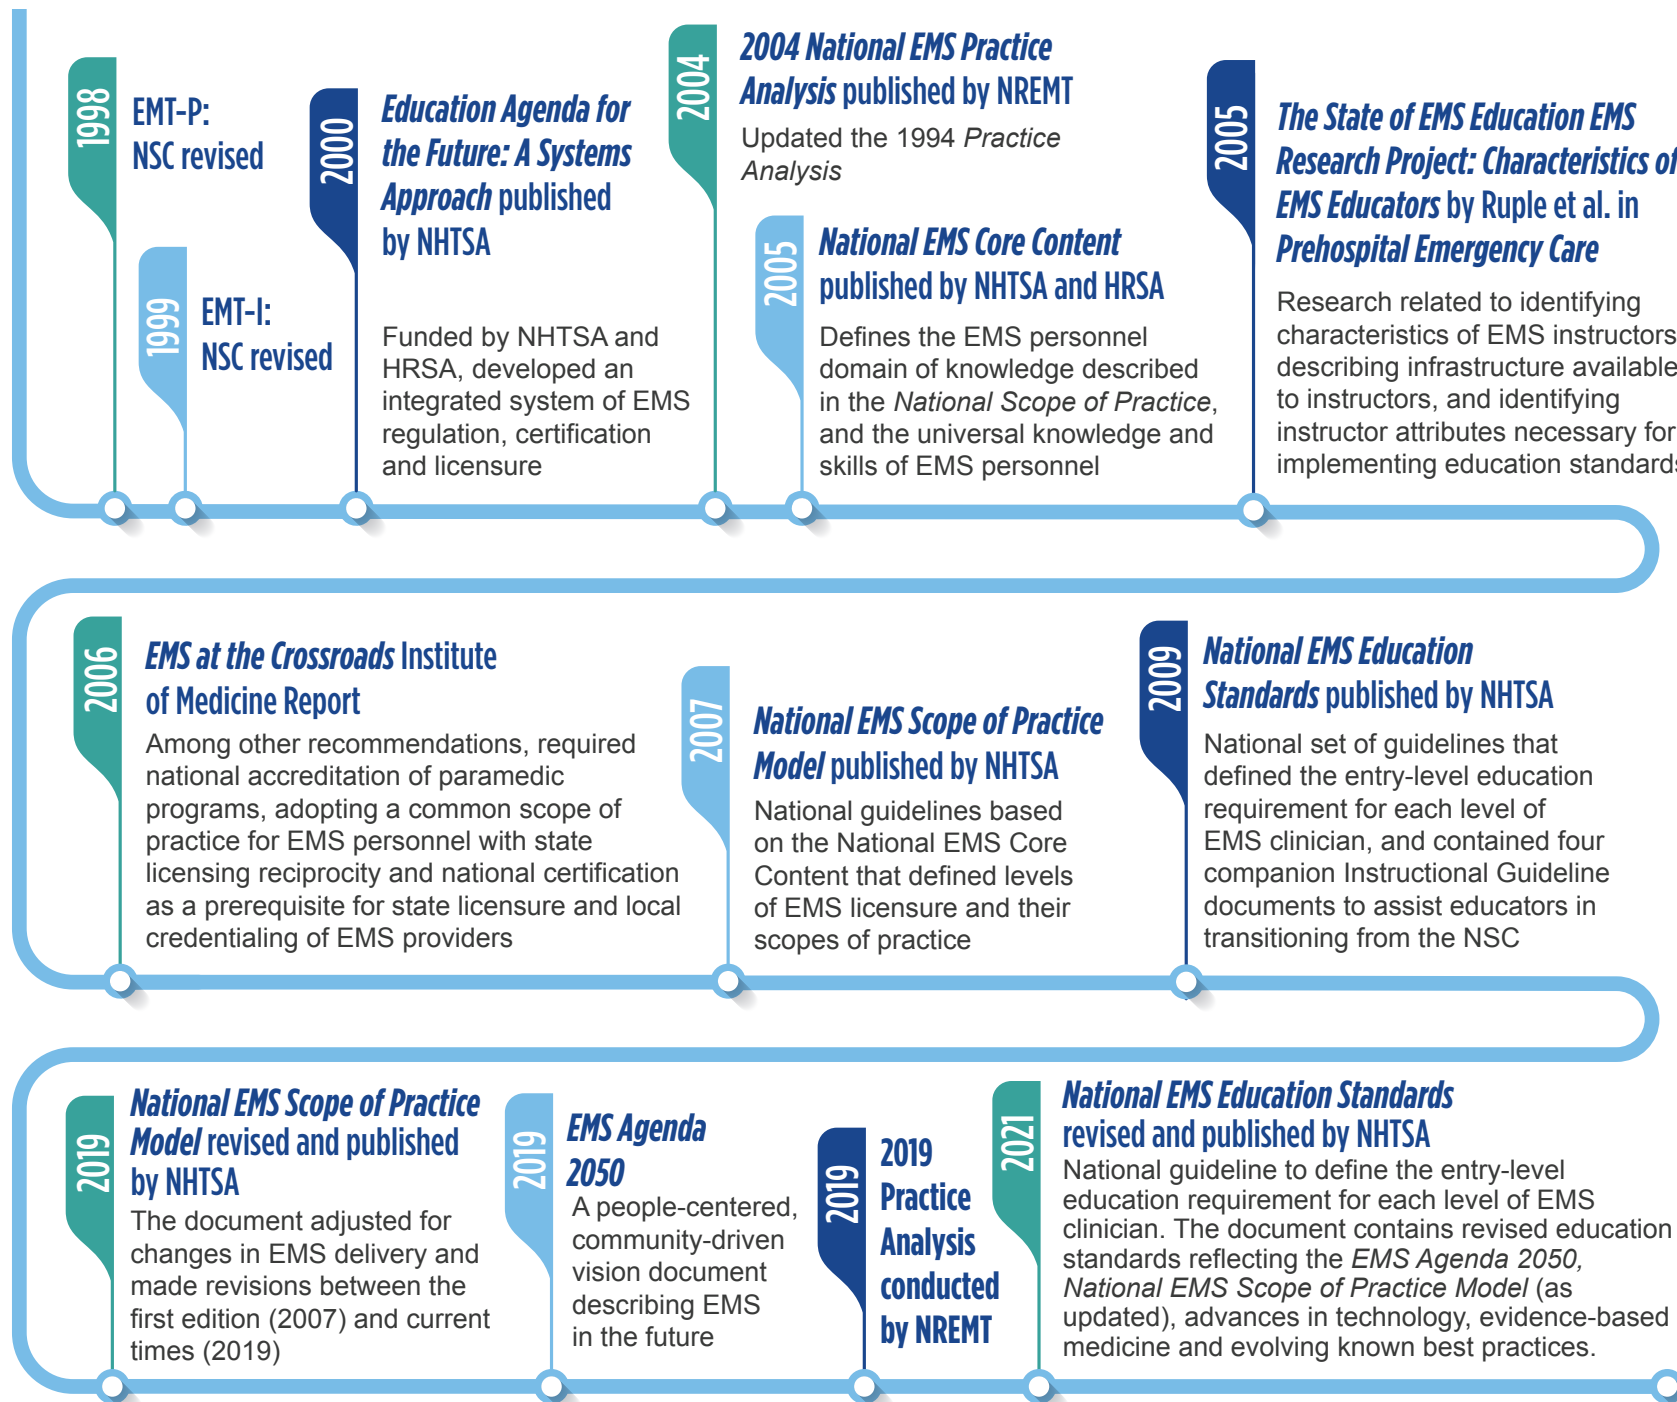 1998
EMT-P:
NSC revised
1999
EMT-I:
NSC revised
2000
Education Agenda for
the Future: A Systems
Approach published
by NHTSA
Funded by NHTSA and
HRSA, developed an
integrated system of EMS
regulation, certification
and licensure
2004
2004 National EMS Practice
Analysis published by NREMT
Updated the 1994 Practice
Analysis
2005
National EMS Core Content
published by NHTSA and HRSA
Defines the EMS personnel
domain of knowledge described
in the National Scope of Practice,
and the universal knowledge and
skills of EMS personnel
2005
The State of EMS Education EMS
Research Project: Characteristics of
EMS Educators by Ruple et al. in
Prehospital Emergency Care
Research related to identifying
characteristics of EMS instructors
describing infrastructure available
to instructors, and identifying
instructor attributes necessary for
implementing education standards
2006
EMS at the Crossroads Institute
of Medicine Report
Among other recommendations, required
national accreditation of paramedic
programs, adopting a common scope of
practice for EMS personnel with state
licensing reciprocity and national certification
as a prerequisite for state licensure and local
credentialing of EMS providers
2007
National EMS Scope of Practice
Model published by NHTSA
National guidelines based
on the National EMS Core
Content that defined levels
of EMS licensure and their
scopes of practice
2009
National EMS Education
Standards published by NHTSA
National set of guidelines that
defined the entry-level education
requirement for each level of
EMS clinician, and contained four
companion Instructional Guideline
documents to assist educators in
transitioning from the NSC
2019
National EMS Scope of Practice
Model revised and published
by NHTSA
The document adjusted for
changes in EMS delivery and
made revisions between the
first edition (2007) and current
times (2019)
2019
EMS Agenda
2050
A people-centered,
community-driven
vision document
describing EMS
in the future
2019
2019
Practice
Analysis
conducted
by NREMT
2021
National EMS Education Standards
revised and published by NHTSA
National guideline to define the entry-level
education requirement for each level of EMS
clinician. The document contains revised education
standards reflecting the EMS Agenda 2050,
National EMS Scope of Practice Model (as
updated), advances in technology, evidence-based
medicine and evolving known best practices.